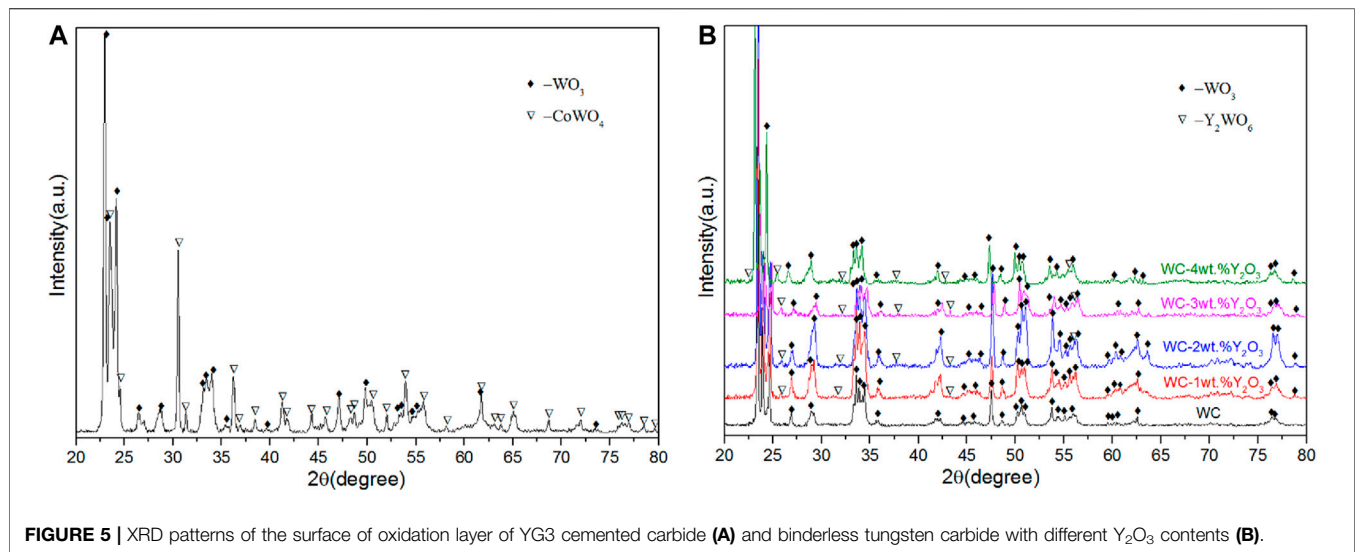 A
♦ –WO₃
▽ –CoWO₄
Intensity(a.u.)
20 25 30 35 40 45 50 55 60 65 70 75 80
2θ(degree)
B
♦ –WO₃
▽ –Y₂WO₆
WC-4wt.%Y₂O₃
WC-3wt.%Y₂O₃
WC-2wt.%Y₂O₃
WC-1wt.%Y₂O₃
WC
Intensity(a.u.)
20 25 30 35 40 45 50 55 60 65 70 75 80
2θ(degree)
FIGURE 5 | XRD patterns of the surface of oxidation layer of YG3 cemented carbide (A) and binderless tungsten carbide with different Y₂O₃ contents (B).